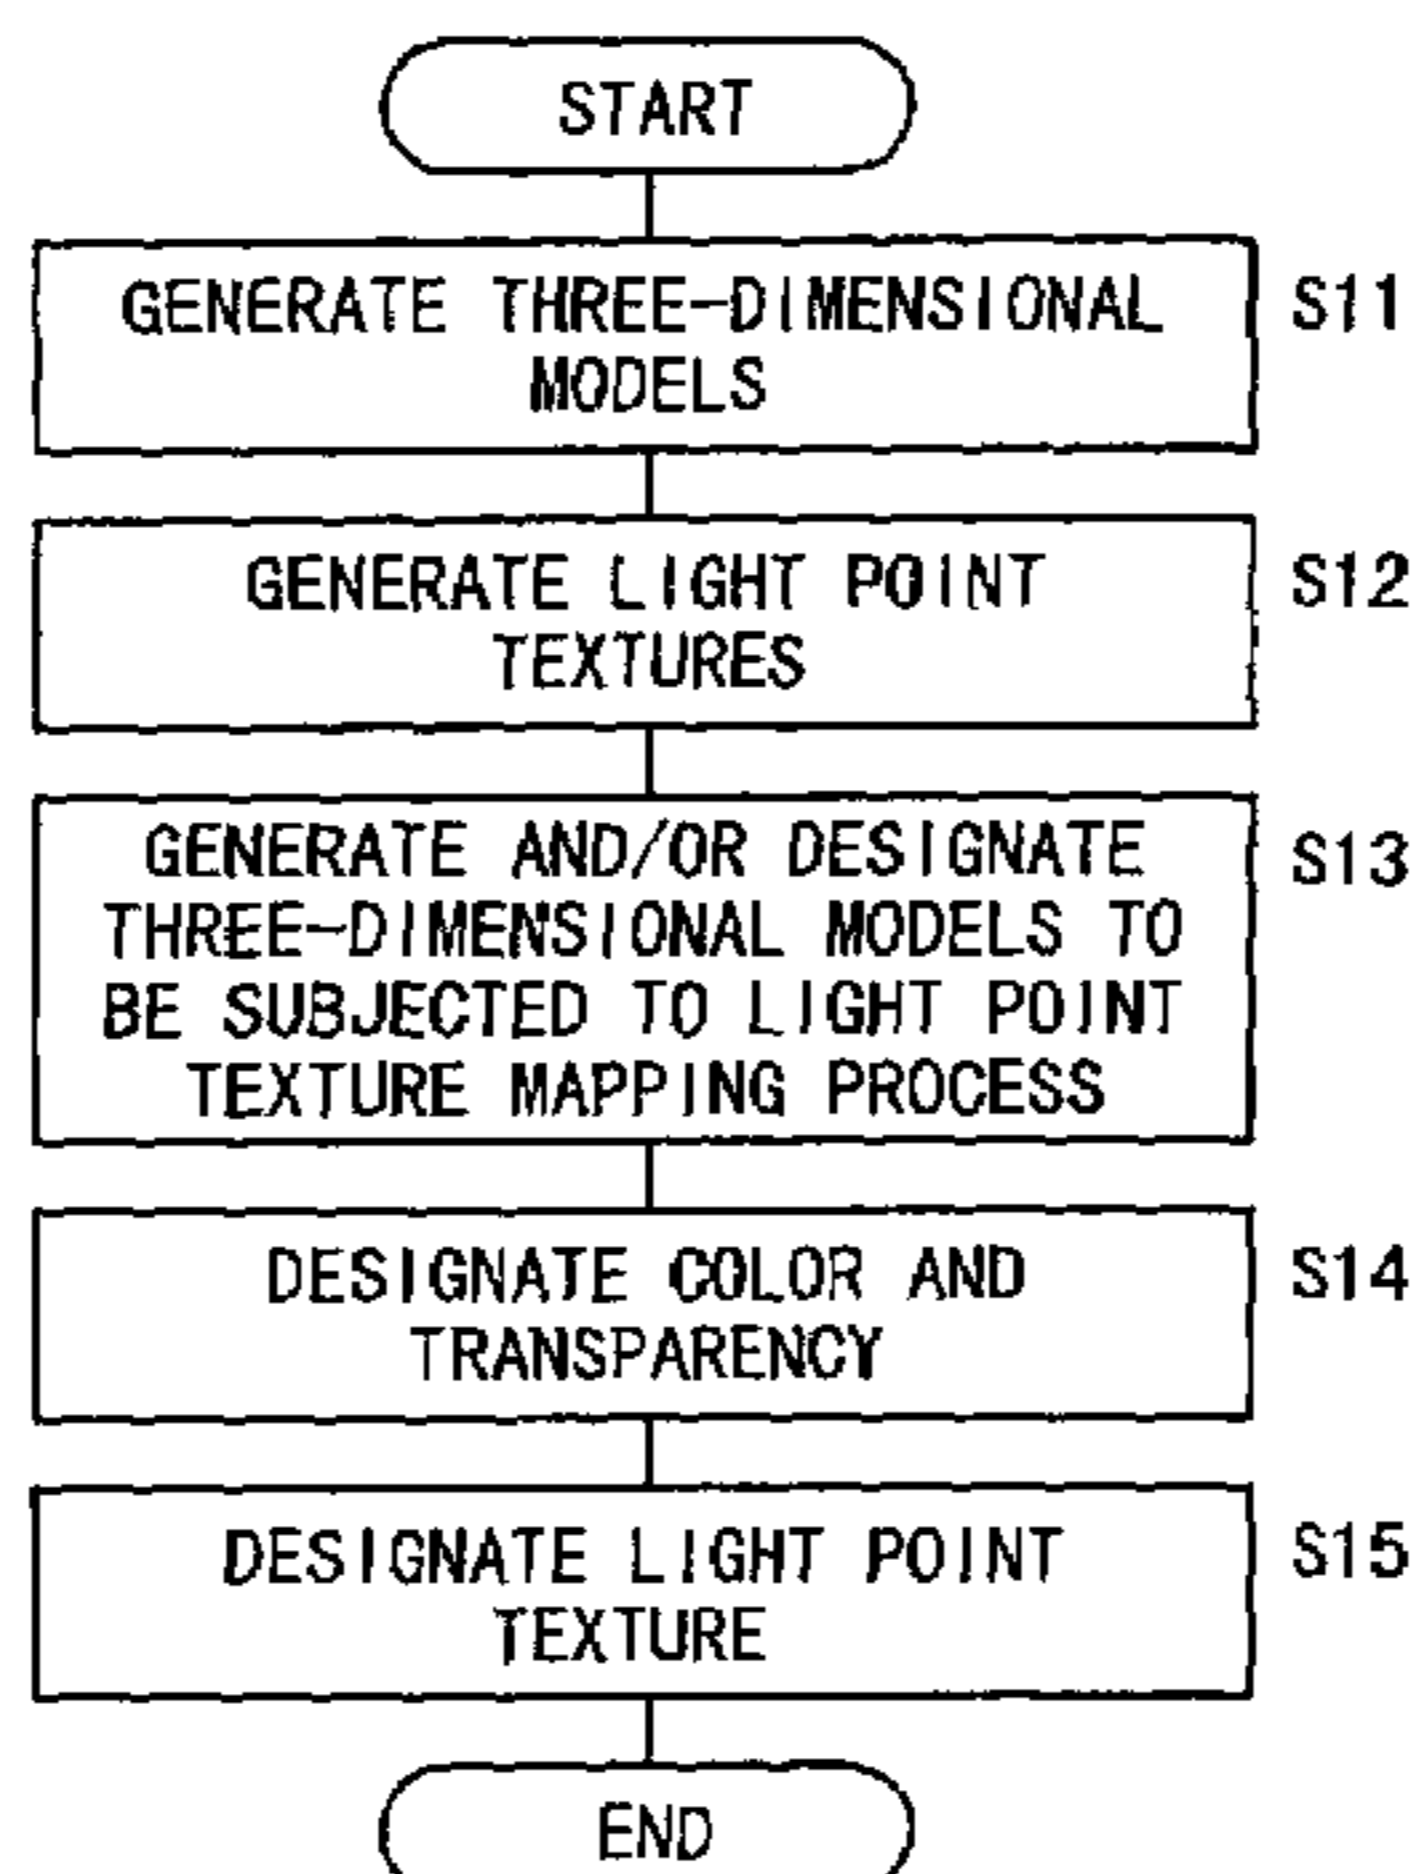 START
GENERATE THREE-DIMENSIONAL
MODELS
S11
GENERATE LIGHT POINT
TEXTURES
S12
GENERATE AND/OR DESIGNATE
THREE-DIMENSIONAL MODELS TO
BE SUBJECTED TO LIGHT POINT
TEXTURE MAPPING PROCESS
S13
DESIGNATE COLOR AND
TRANSPARENCY
S14
DESIGNATE LIGHT POINT
TEXTURE
S15
END